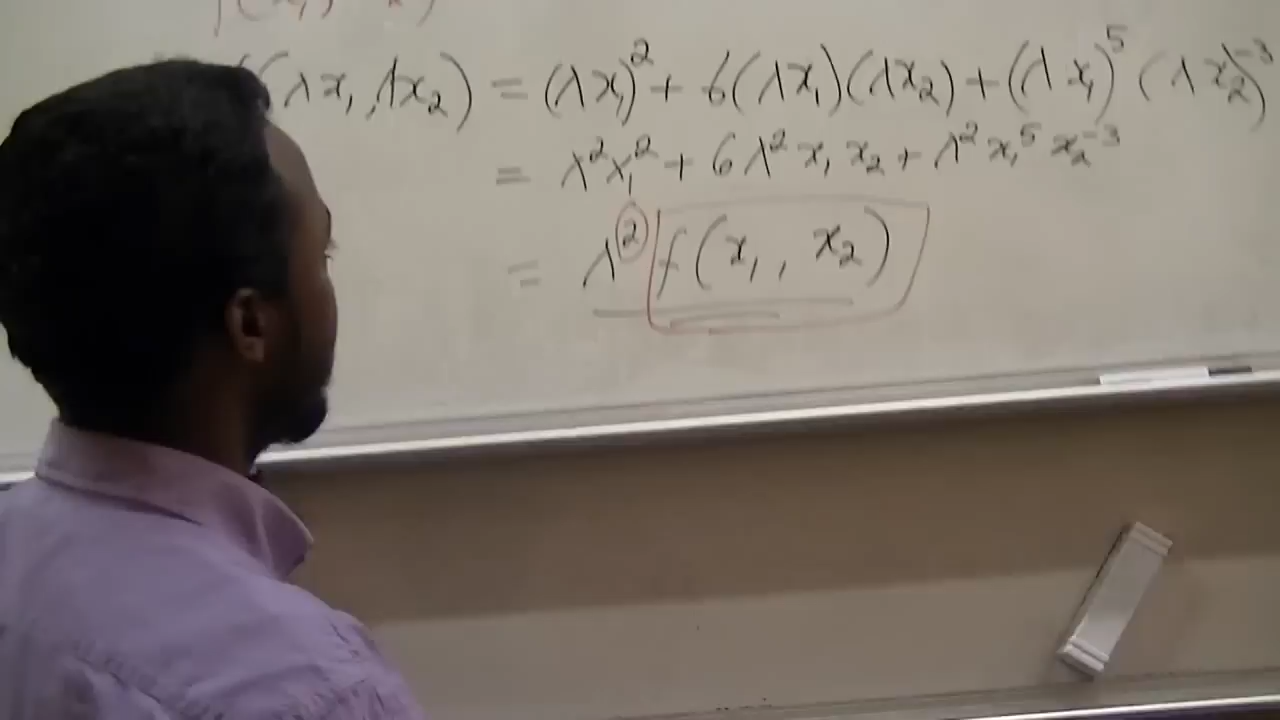 f(λx₁, λx₂) = (λx₁)² + 6(λx₁)(λx₂) + (λx₁)⁵(λx₂)⁻³
= λ²x₁² + 6λ²x₁x₂ + λ²x₁⁵x₂⁻³
= λ² f(x₁, x₂)